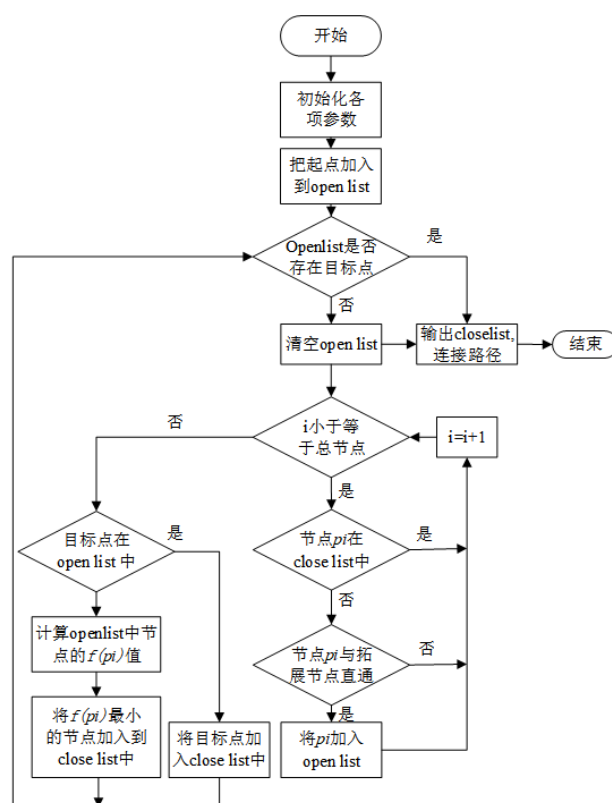 开始
初始化各
项参数
把起点加入
到open list
Openlist是否
存在目标点
是
否
清空open list
输出closelist,
连接路径
结束
i小于等
于总节点
i=i+1
否
是
目标点在
open list 中
是
节点pi在
close list中
是
否
计算openlist中节
点的f(pi)值
节点pi与拓
展节点直通
否
是
将f(pi)最小
的节点加入到
close list中
将目标点加
入close list中
将pi加入
open list